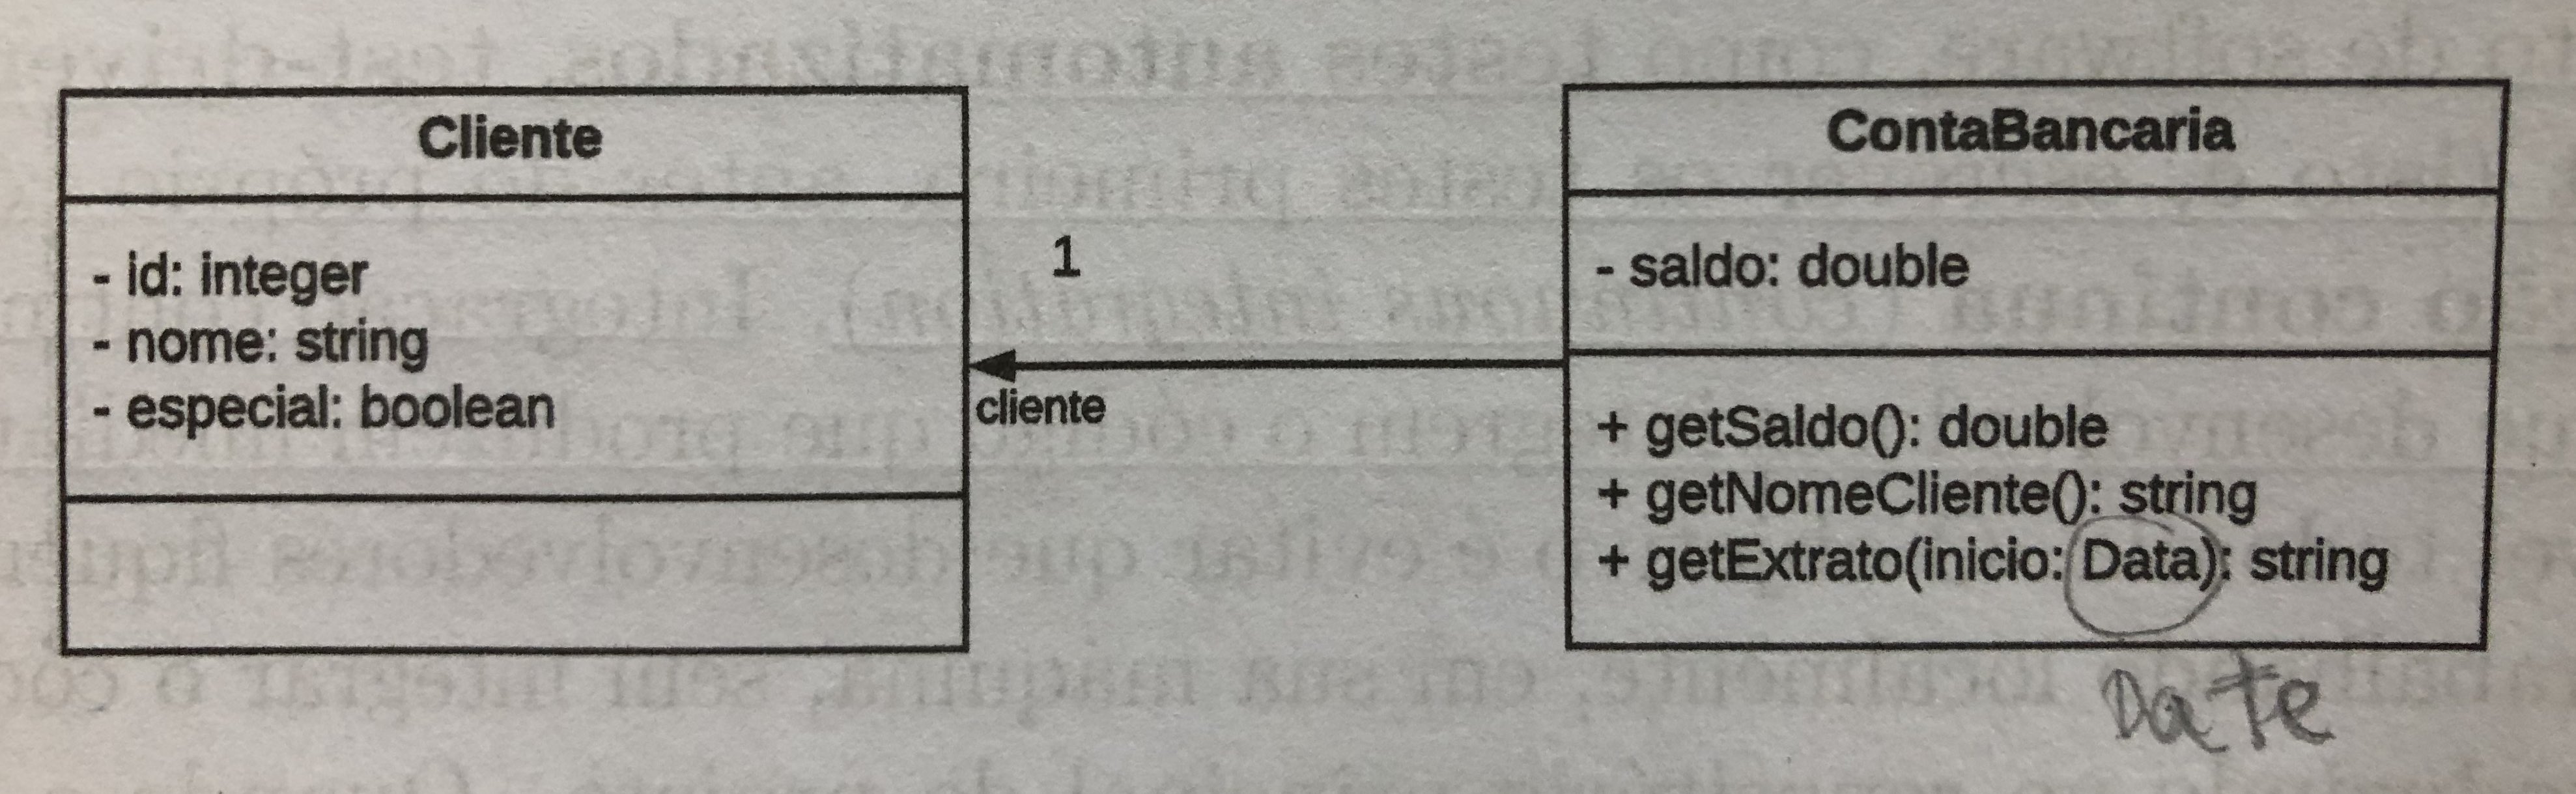 Cliente
- id: integer
- nome: string
- especial: boolean
1
cliente
ContaBancaria
- saldo: double
+ getSaldo(): double
+ getNomeCliente(): string
+ getExtrato(inicio: Data): string
Date